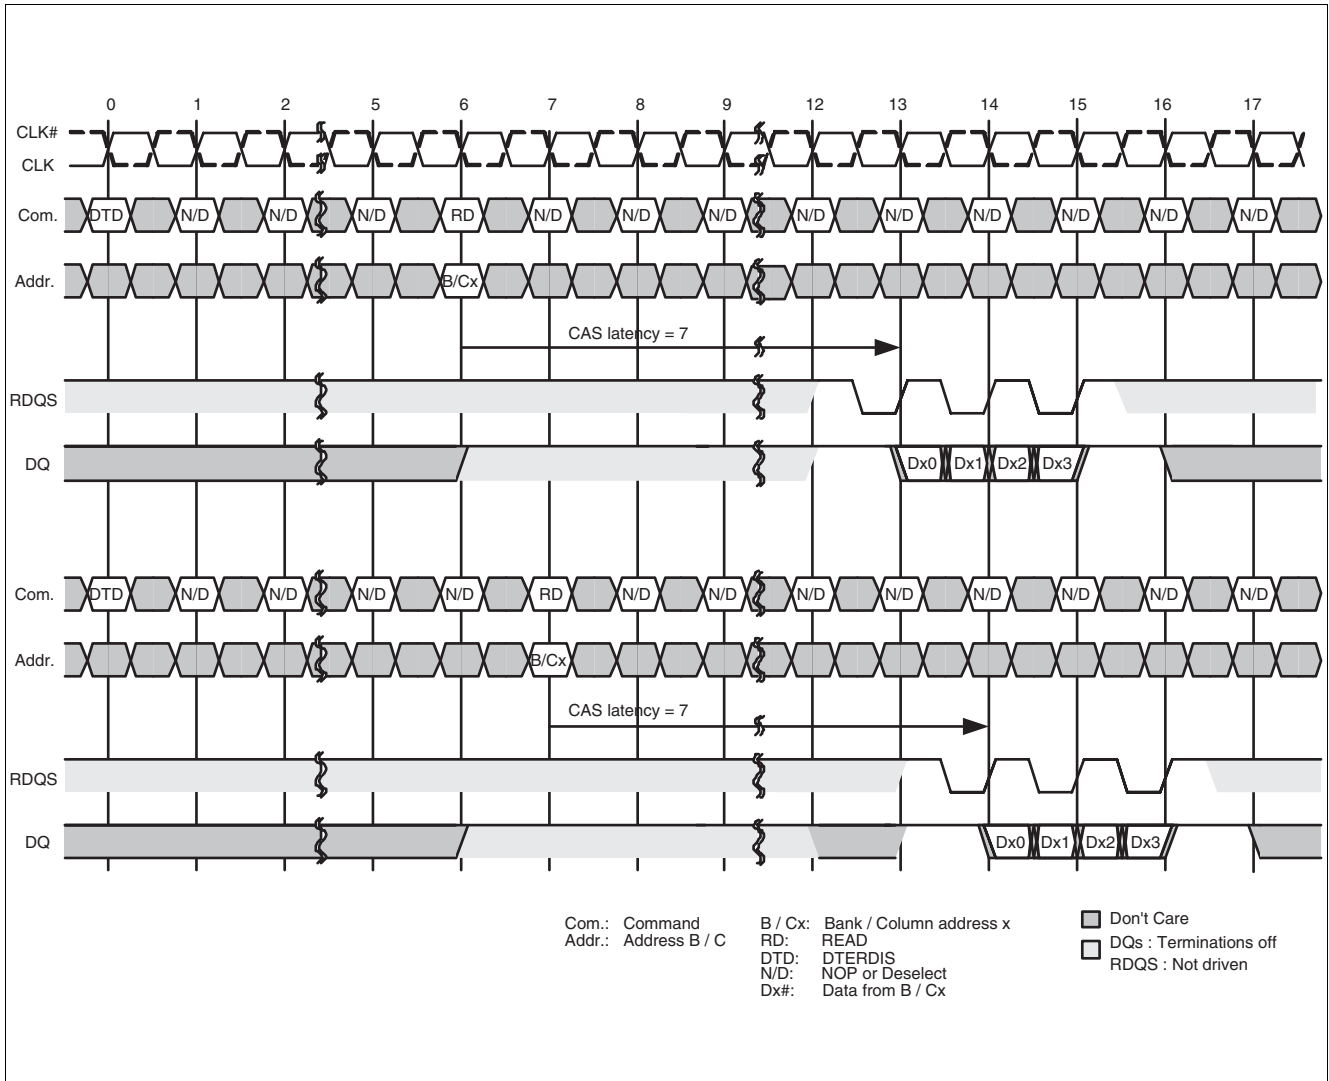 0 1 2 5 6 7 8 9 12 13 14 15 16 17
CLK#
CLK
Com. DTD N/D N/D N/D RD N/D N/D N/D N/D N/D N/D N/D N/D N/D
Addr. B/Cx
CAS latency = 7
RDQS
DQ Dx0 Dx1 Dx2 Dx3
Com. DTD N/D N/D N/D N/D RD N/D N/D N/D N/D N/D N/D N/D N/D
Addr. B/Cx
CAS latency = 7
RDQS
DQ Dx0 Dx1 Dx2 Dx3
Com.: Command
Addr.: Address B / C
B / Cx: Bank / Column address x
RD: READ
DTD: DTERDIS
N/D: NOP or Deselect
Dx#: Data from B / Cx
Don't Care
DQs : Terminations off
RDQS : Not driven